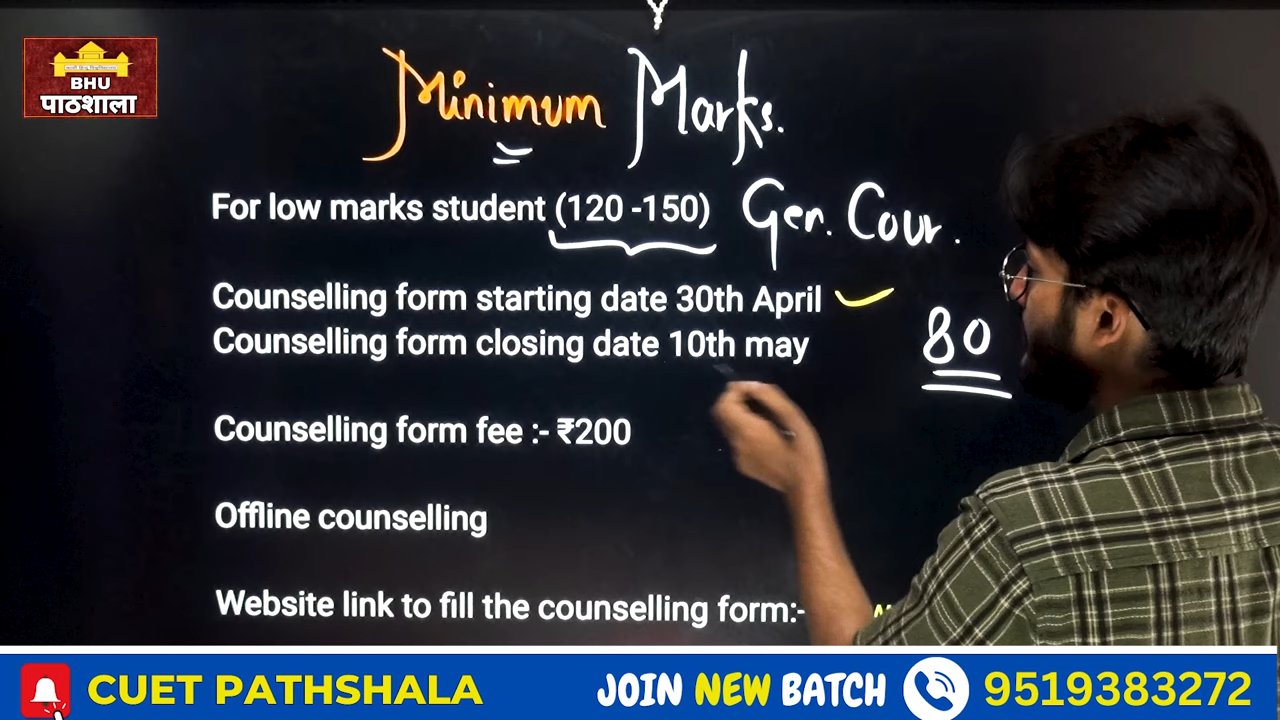 BHU
पाठशाला
Minimum Marks.
For low marks student (120 -150) Gen. Cour.
Counselling form starting date 30th April
80
Counselling form closing date 10th may
Counselling form fee :- ₹200
Offline counselling
Website link to fill the counselling form:-
CUET PATHSHALA
JOIN NEW BATCH
9519383272